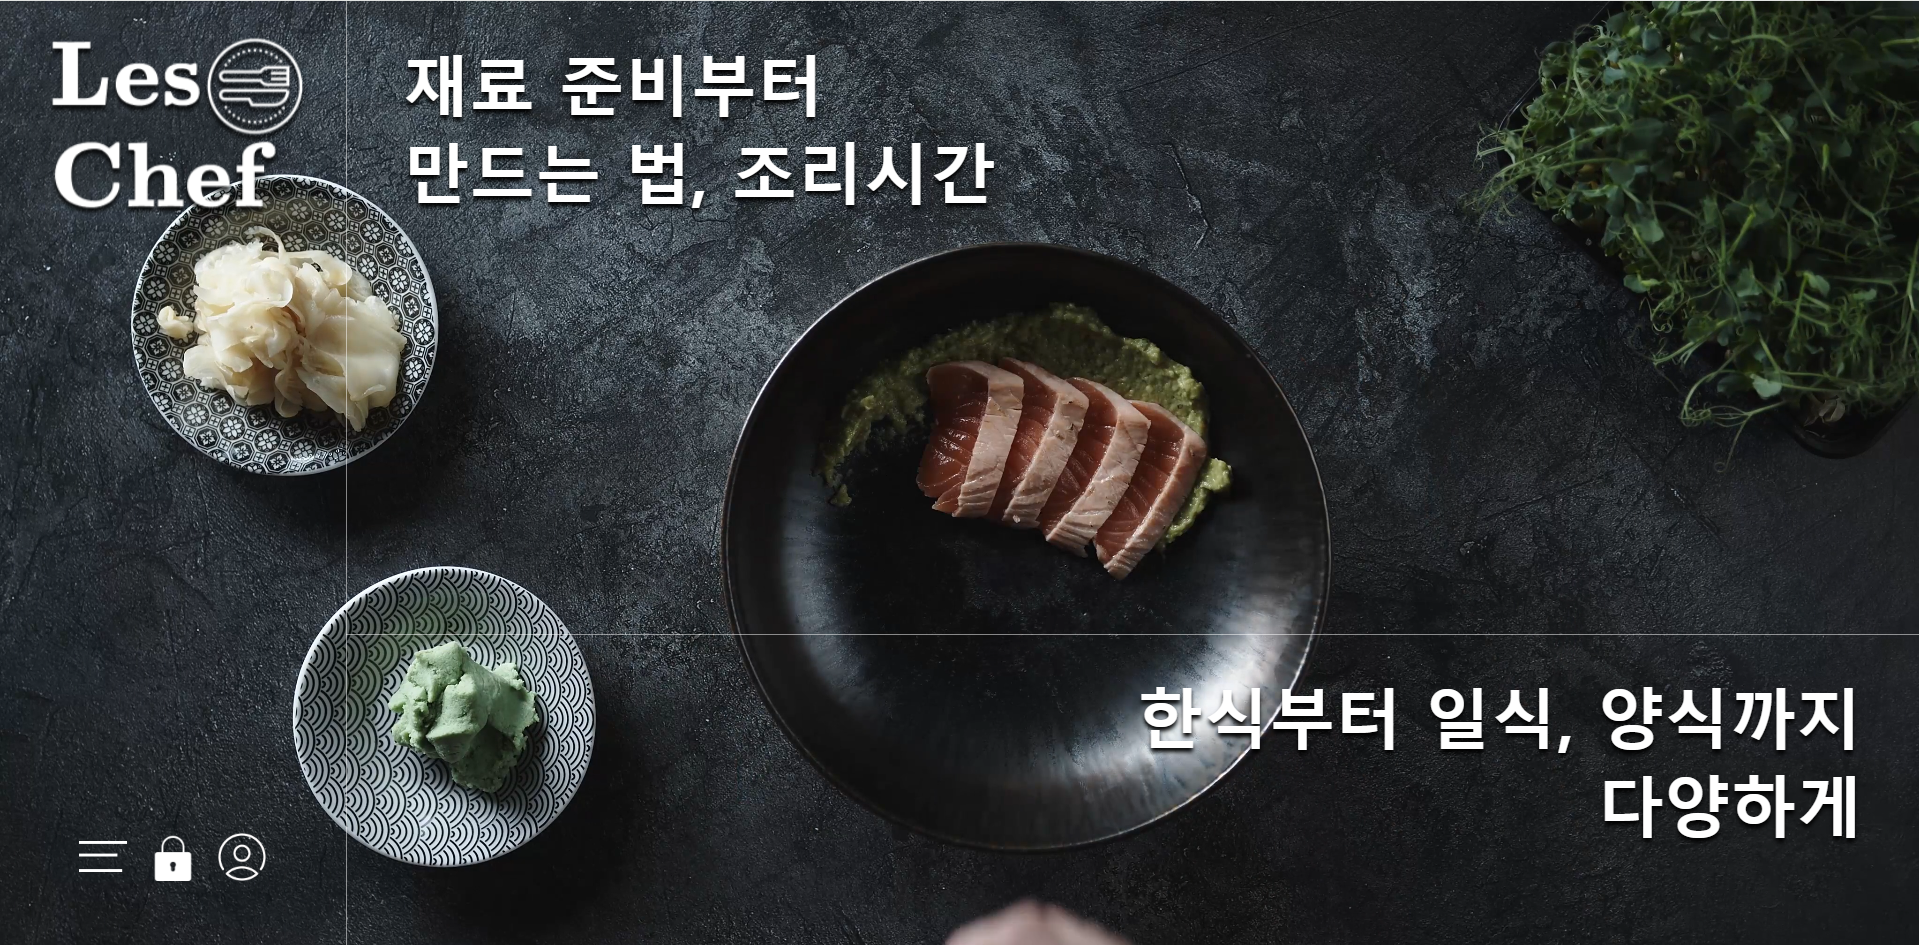 Les
Chef
재료 준비부터
만드는 법, 조리시간
한식부터 일식, 양식까지
다양하게